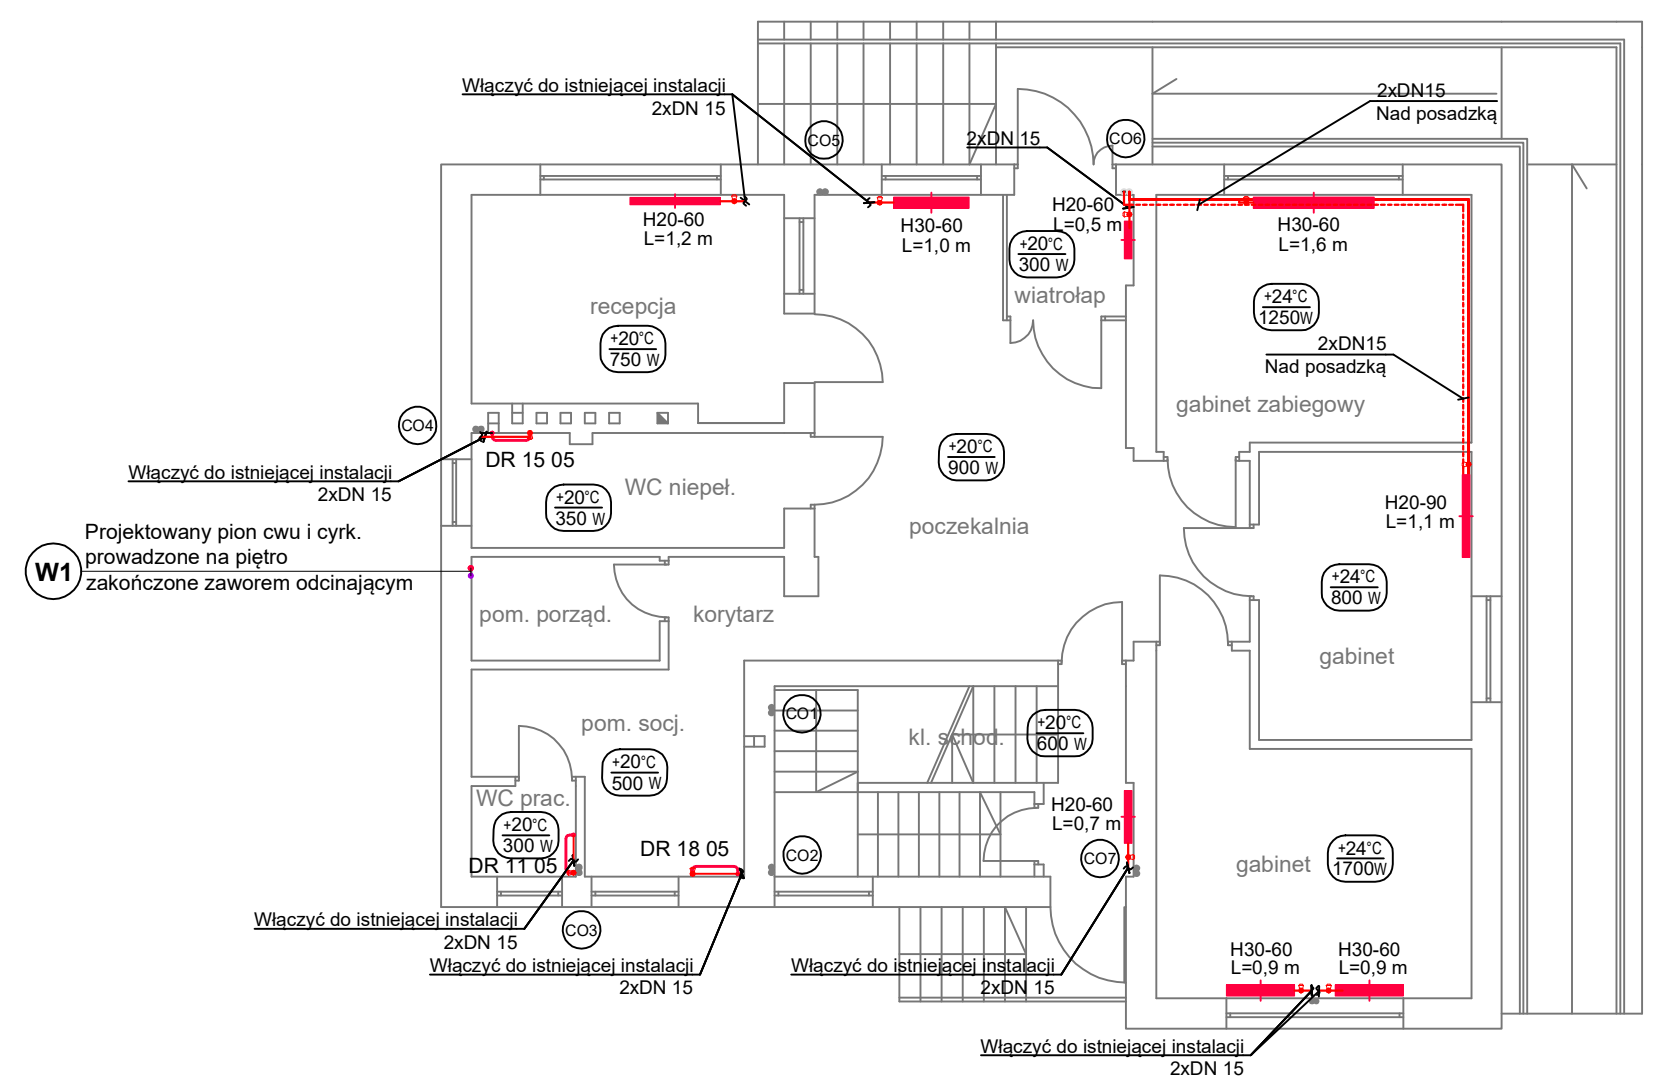 Włączyć do istniejącej instalacji
2xDN 15
CO5
2xDN 15
CO6
2xDN15
Nad posadzką
H20-60
L=1,2 m
H30-60
L=1,0 m
H20-60
L=0,5 m
H30-60
L=1,6 m
+20°C
300 W
wiatrołap
recepcja
+20°C
750 W
+24°C
1250W
2xDN15
Nad posadzką
gabinet zabiegowy
CO4
DR 15 05
Włączyć do istniejącej instalacji
2xDN 15
+20°C
350 W
WC niepeł.
+20°C
900 W
poczekalnia
H20-90
L=1,1 m
W1
Projektowany pion cwu i cyrk.
prowadzone na piętro
zakończone zaworem odcinającym
pom. porząd.
korytarz
+24°C
800 W
gabinet
pom. socj.
+20°C
500 W
CO1
kl. schod.
+20°C
600 W
WC prac.
+20°C
300 W
DR 11 05
DR 18 05
CO2
H20-60
L=0,7 m
CO7
gabinet
+24°C
1700W
Włączyć do istniejącej instalacji
2xDN 15
CO3
Włączyć do istniejącej instalacji
2xDN 15
Włączyć do istniejącej instalacji
2xDN 15
H30-60
L=0,9 m
H30-60
L=0,9 m
Włączyć do istniejącej instalacji
2xDN 15